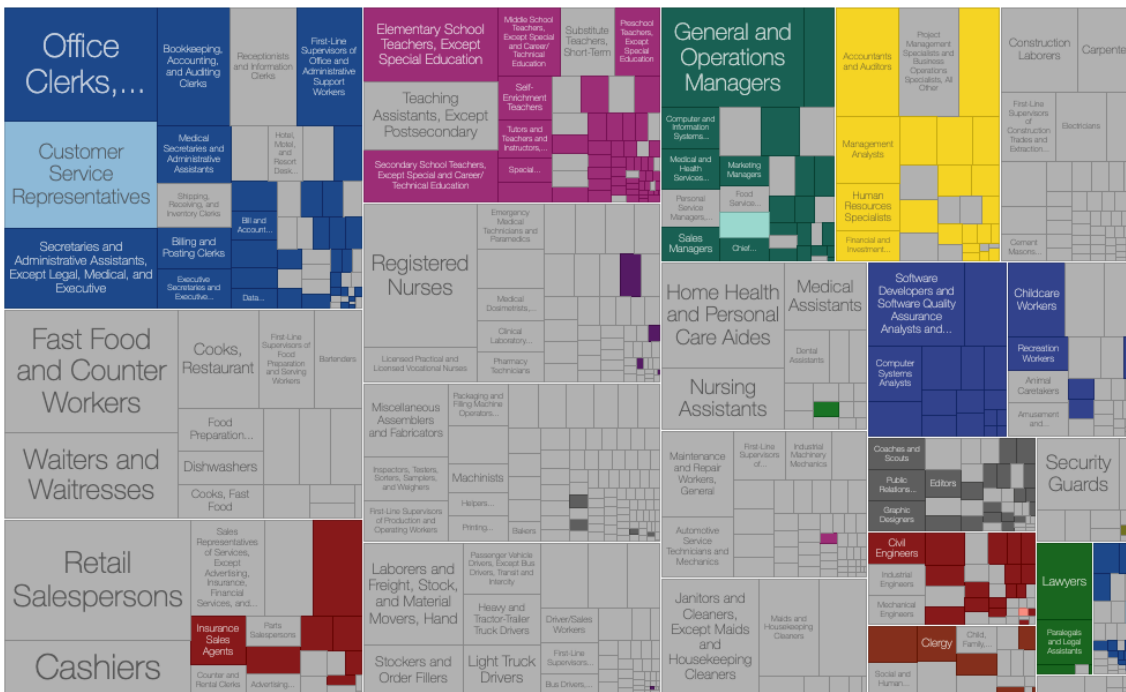 Office
Clerks,...
Bookkeeping,
Accounting,
and Auditing
Clerks
Receptionists
and Information
Clerks
First-Line
Supervisors of
Office and
Administrative
Support
Workers
Customer
Service
Representatives
Medical
Secretaries and
Administrative
Assistants
Hotel,
Motel, and
Resort
Desk...
Shipping,
Receiving, and
Inventory Clerks
Bill and
Account...
Secretaries and
Administrative Assistants,
Except Legal, Medical, and
Executive
Billing and
Posting Clerks
Executive
Secretaries and
Executive...
Data...
Elementary School
Teachers, Except
Special Education
Middle School
Teachers, Except
Special and Career/
Technical
Education
Substitute
Teachers,
Short-Term
Preschool
Teachers, Except
Special
Education
Teaching
Assistants, Except
Postsecondary
Self-
Enrichment
Teachers
Tutors and
Teachers and
Instructors,...
Secondary School Teachers,
Except Special and Career/
Technical Education
Special...
General and
Operations
Managers
Computer and
Information
Systems...
Medical and
Health
Services...
Marketing
Managers
Personal
Service
Managers,...
Food
Service...
Sales
Managers
Chief...
Accountants
and Auditors
Project
Management
Specialists and
Business
Operations
Specialists, All
Other
Management
Analysts
Human
Resources
Specialists
Financial and
Investment...
Construction
Laborers
Carpente
First-Line
Supervisors
of
Construction
Trades and
Extraction...
Electricians
Cement
Masons...
Registered
Nurses
Emergency
Medical
Technicians and
Paramedics
Medical
Dosimetrists,...
Clinical
Laboratory...
Licensed Practical and
Licensed Vocational Nurses
Pharmacy
Technicians
Home Health
and Personal
Care Aides
Medical
Assistants
Dental
Assistants
Nursing
Assistants
Software
Developers and
Software Quality
Assurance
Analysts and...
Computer
Systems
Analysts
Childcare
Workers
Recreation
Workers
Animal
Caretakers
Amusement
and...
Fast Food
and Counter
Workers
Cooks,
Restaurant
First-Line
Supervisors of
Food
Preparation
and Serving
Workers
Bartenders
Waiters and
Waitresses
Food
Preparation...
Dishwashers
Cooks, Fast
Food
Miscellaneous
Assemblers
and Fabricators
Packaging and
Filling Machine
Operators...
Inspectors, Testers,
Sorters, Samplers,
and Weighers
Machinists
Helpers...
First-Line Supervisors
of Production and
Operating Workers
Printing...
Bakers
Maintenance
and Repair
Workers,
General
First-Line
Supervisors
of...
Industrial
Machinery
Mechanics
Automotive
Service
Technicians and
Mechanics
Coaches and
Scouts
Public
Relations...
Editors
Graphic
Designers
Security
Guards
Retail
Salespersons
Sales
Representatives
of Services,
Except
Advertising,
Insurance,
Financial
Services, and...
Insurance
Sales
Agents
Parts
Salespersons
Cashiers
Counter and
Rental Clerks
Advertising...
Laborers and
Freight, Stock,
and Material
Movers, Hand
Passenger Vehicle
Drivers, Except Bus
Drivers, Transit and
Intercity
Heavy and
Tractor-Trailer
Truck Drivers
Driver/Sales
Workers
Stockers and
Order Fillers
Light Truck
Drivers
First-Line
Supervisors...
Bus Drivers,...
Janitors and
Cleaners,
Except Maids
and
Housekeeping
Cleaners
Maids and
Housekeeping
Cleaners
Civil
Engineers
Industrial
Engineers
Mechanical
Engineers
Lawyers
Paralegals
and Legal
Assistants
Clergy
Child,
Family,...
Social and
Human...